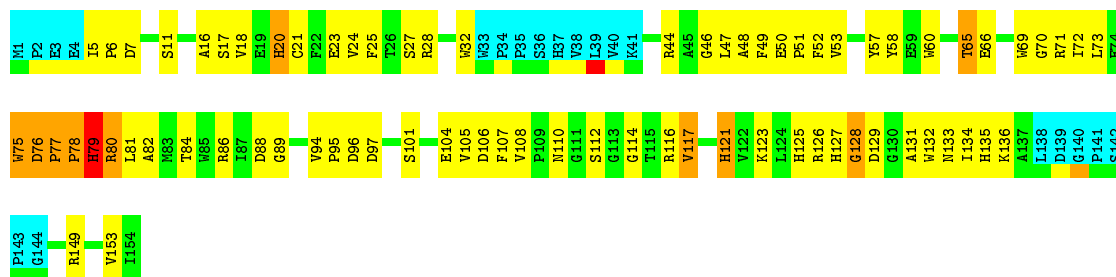 M1 P2 E3 E4 I5 P6 D7 S11 A16 S17 V18 E19 H20 C21 F22 E23 V24 F25 T26 S27 R28 W32 W33 P34 P35 S36 H37 V38 L39 V40 K41 R44 A45 G46 L47 A48 F49 E50 P51 F52 V53 Y57 Y58 E59 W60 T65 E66 W69 G70 R71 I72 L73 E74
W75 D76 P77 P78 H79 R80 L81 A82 M83 T84 W85 R86 I87 D88 G89 V94 P95 D96 D97 S101 E104 V105 D106 F107 V108 P109 N110 G111 S112 G113 G114 T115 R116 V117 H121 V122 K123 L124 H125 R126 H127 G128 D129 G130 A131 W132 N133 I134 H135 K136 A137 L138 D139 G140 P141 S142
P143 G144 R149 V153 I154